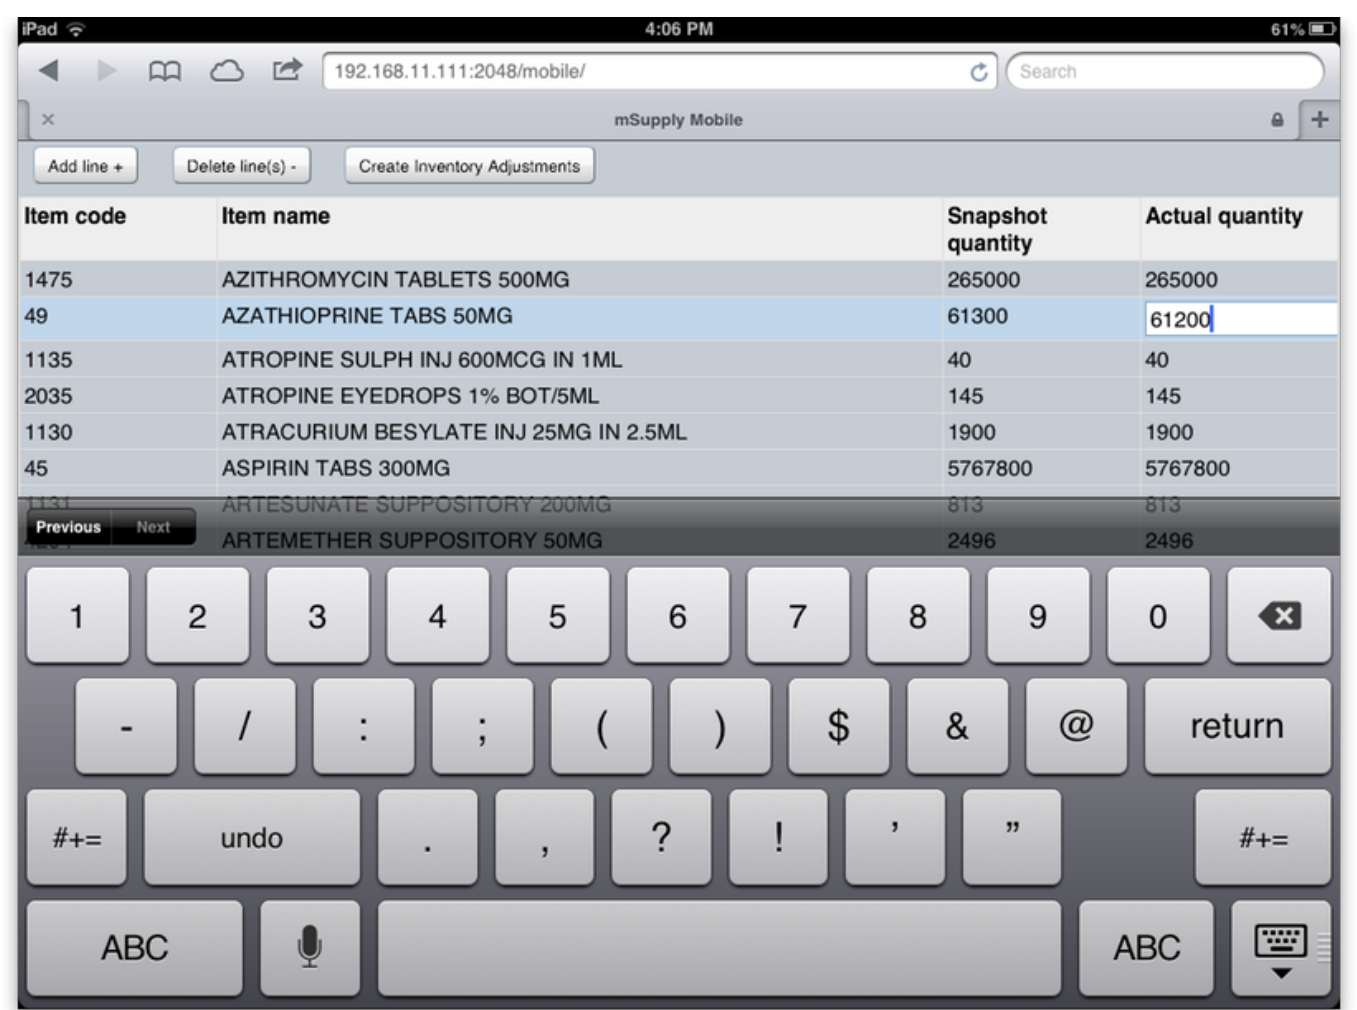 iPad 4:06 PM 61%
192.168.11.111:2048/mobile/ Search
mSupply Mobile
Add line + Delete line(s) - Create Inventory Adjustments
Item code Item name Snapshot quantity Actual quantity
1475 AZITHROMYCIN TABLETS 500MG 265000 265000
49 AZATHIOPRINE TABS 50MG 61300 61200
1135 ATROPINE SULPH INJ 600MCG IN 1ML 40 40
2035 ATROPINE EYEDROPS 1% BOT/5ML 145 145
1130 ATRACURIUM BESYLATE INJ 25MG IN 2.5ML 1900 1900
45 ASPIRIN TABS 300MG 5767800 5767800
1131 ARTESUNATE SUPPOSITORY 200MG 813 813
Previous Next
ARTEMETHER SUPPOSITORY 50MG 2496 2496
1 2 3 4 5 6 7 8 9 0
- / : ; ( ) $ & @ return
#+= undo . , ? ! ’ ” #+=
ABC ABC